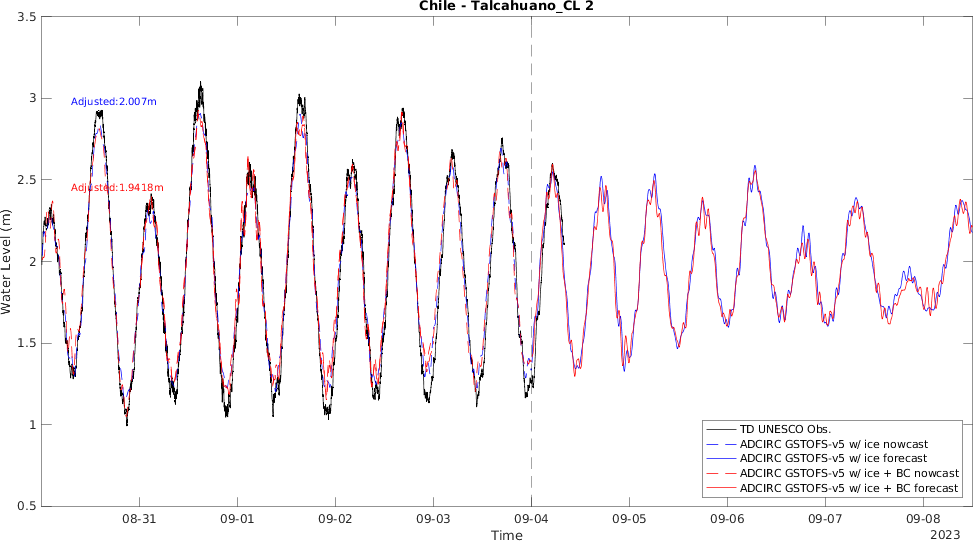 Chile - Talcahuano_CL 2
3.5
3
2.5
2
1.5
1
0.5
Water Level (m)
Adjusted:2.007m
Adjusted:1.9418m
TD UNESCO Obs.
ADCIRC GSTOFS-v5 w/ ice nowcast
ADCIRC GSTOFS-v5 w/ ice forecast
ADCIRC GSTOFS-v5 w/ ice + BC nowcast
ADCIRC GSTOFS-v5 w/ ice + BC forecast
08-31 09-01 09-02 09-03 09-04 09-05 09-06 09-07 09-08
Time
2023